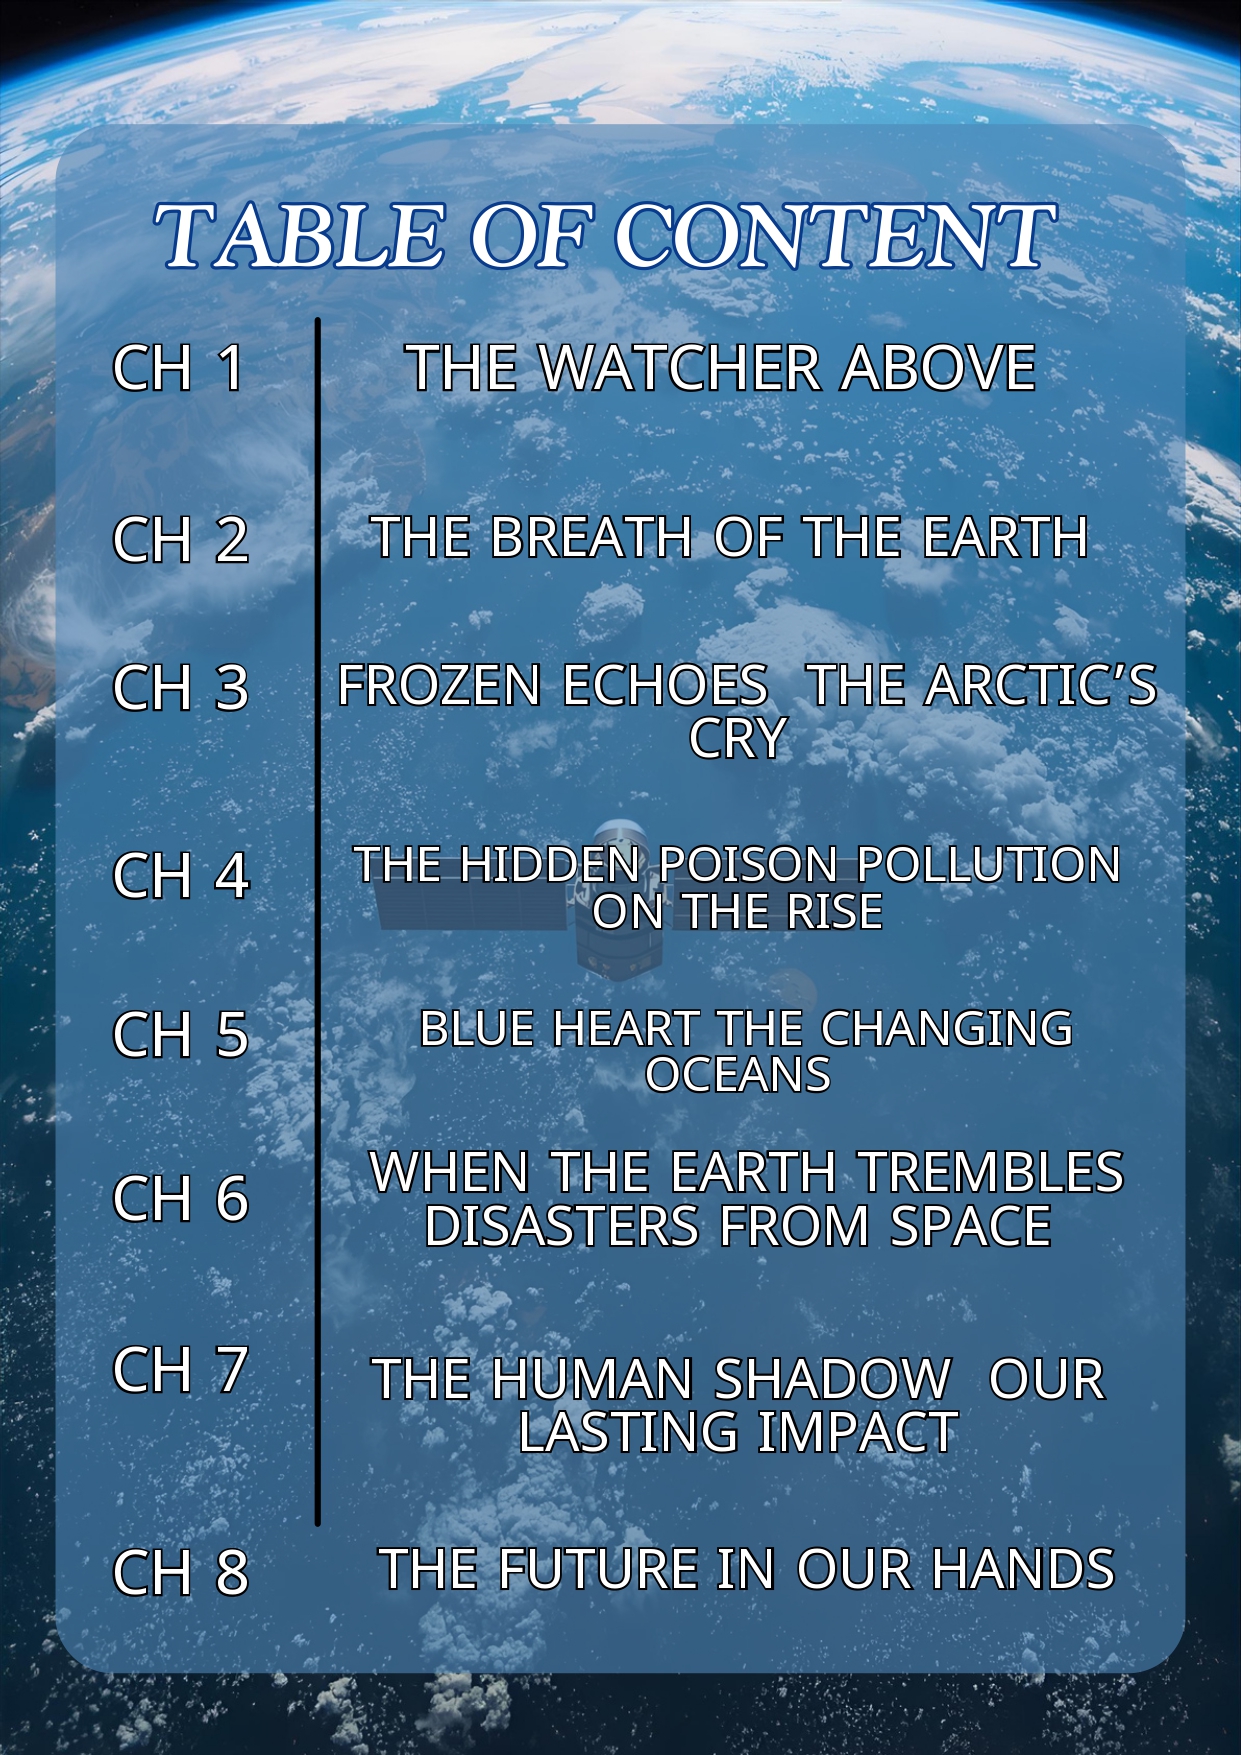 TABLE OF CONTENT
CH 1 THE WATCHER ABOVE
CH 2 THE BREATH OF THE EARTH
CH 3 FROZEN ECHOES  THE ARCTIC’S
CRY
CH 4 THE HIDDEN POISON POLLUTION
ON THE RISE
CH 5 BLUE HEART THE CHANGING
OCEANS
CH 6 WHEN THE EARTH TREMBLES
DISASTERS FROM SPACE
CH 7 THE HUMAN SHADOW  OUR
LASTING IMPACT
CH 8 THE FUTURE IN OUR HANDS